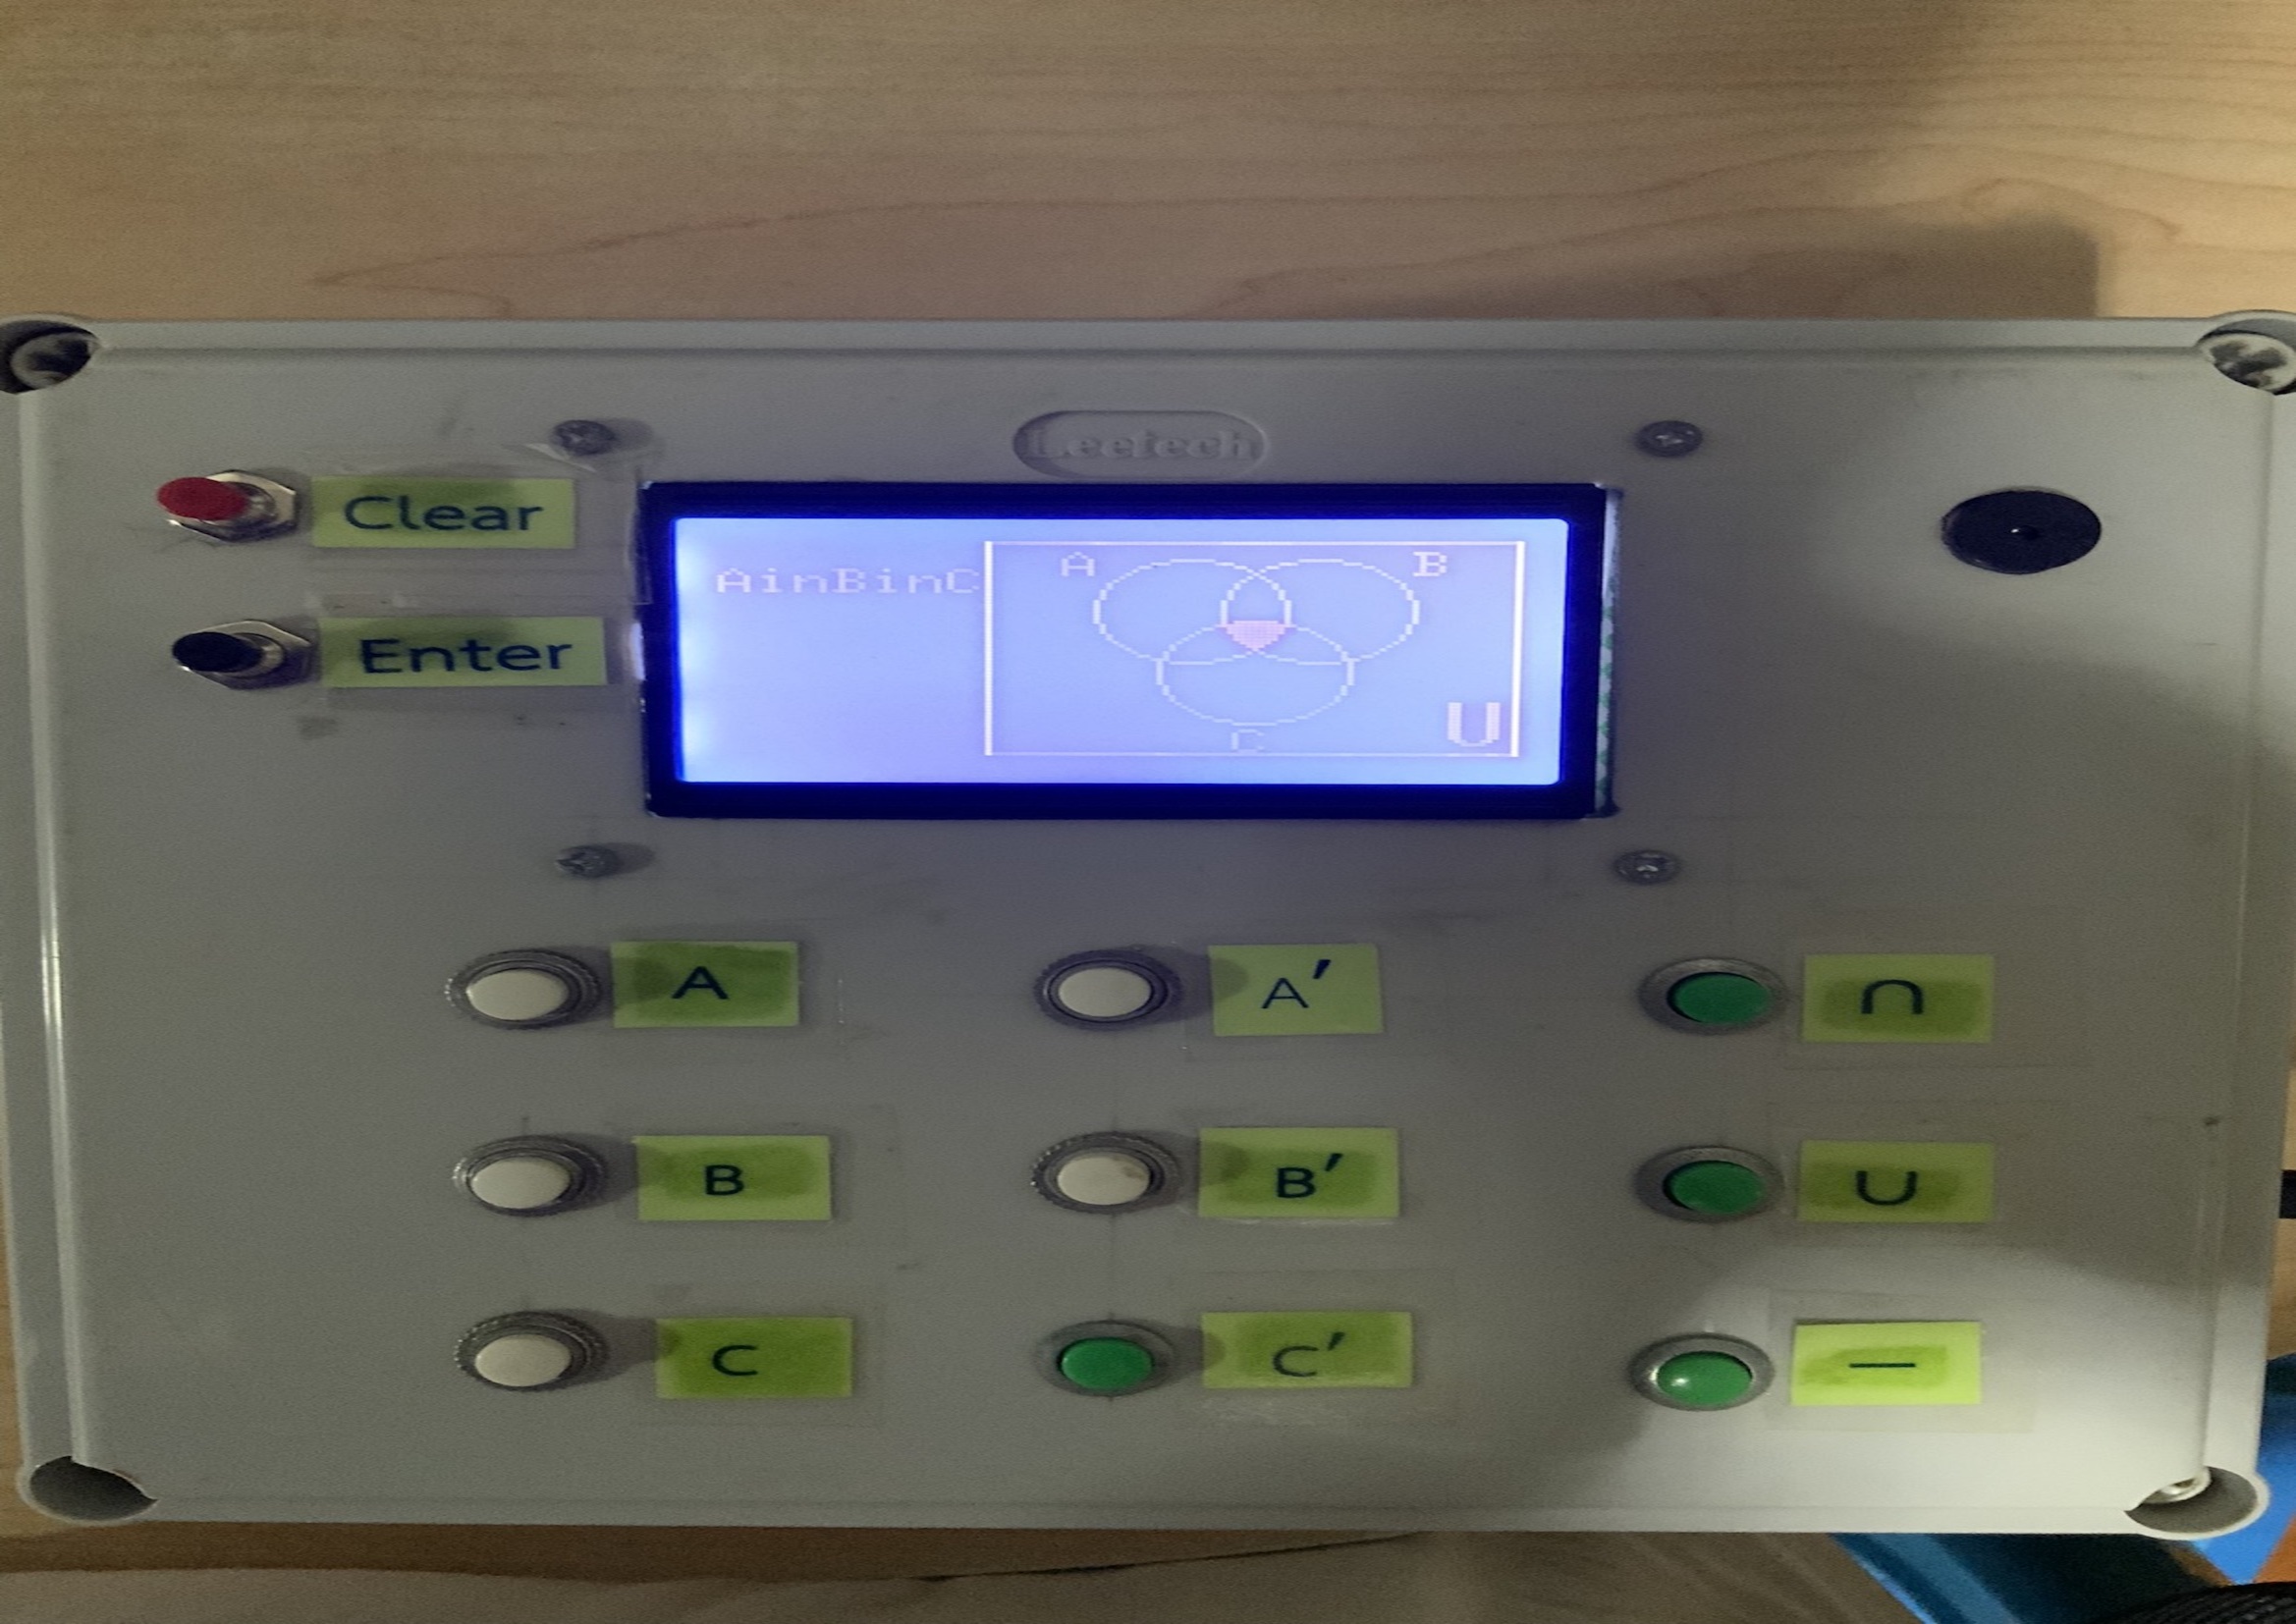 Leetech
Clear
Enter
AinBinC
A
B
C
U
A
A′
∩
B
B′
∪
C
C′
—